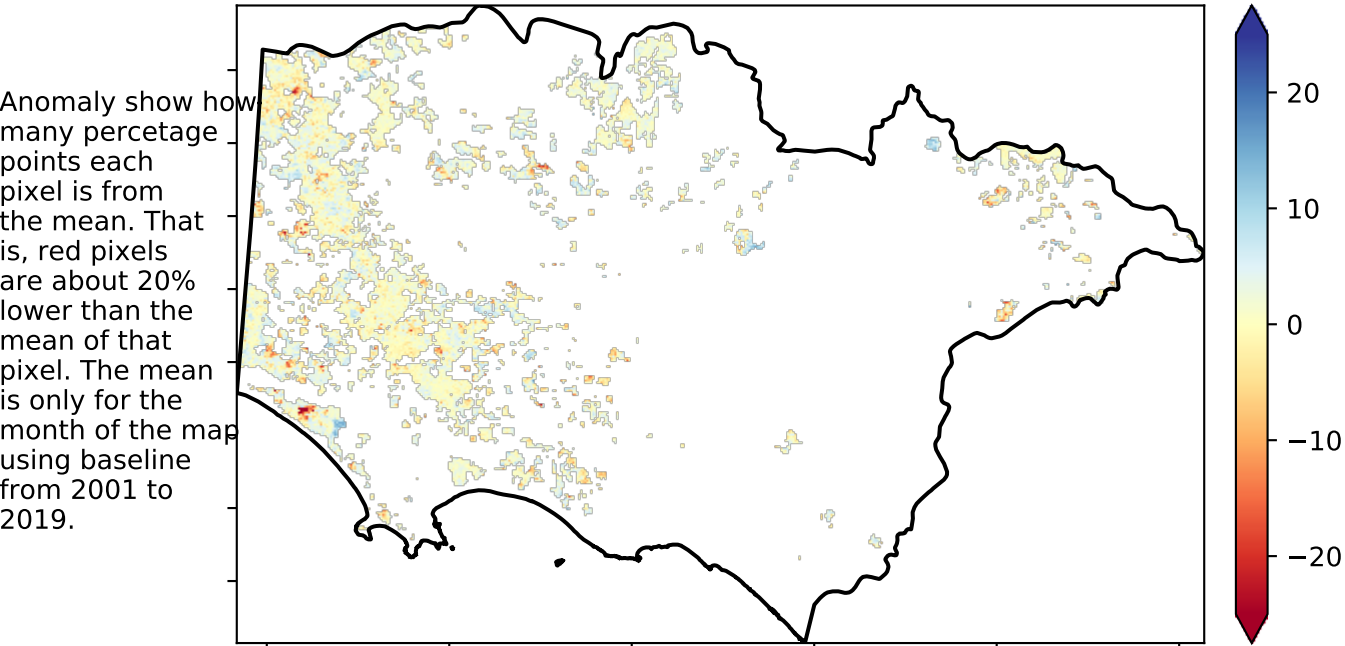 Anomaly show how
many percetage
points each
pixel is from
the mean. That
is, red pixels
are about 20%
lower than the
mean of that
pixel. The mean
is only for the
month of the map
using baseline
from 2001 to
2019.
20
10
0
−10
−20